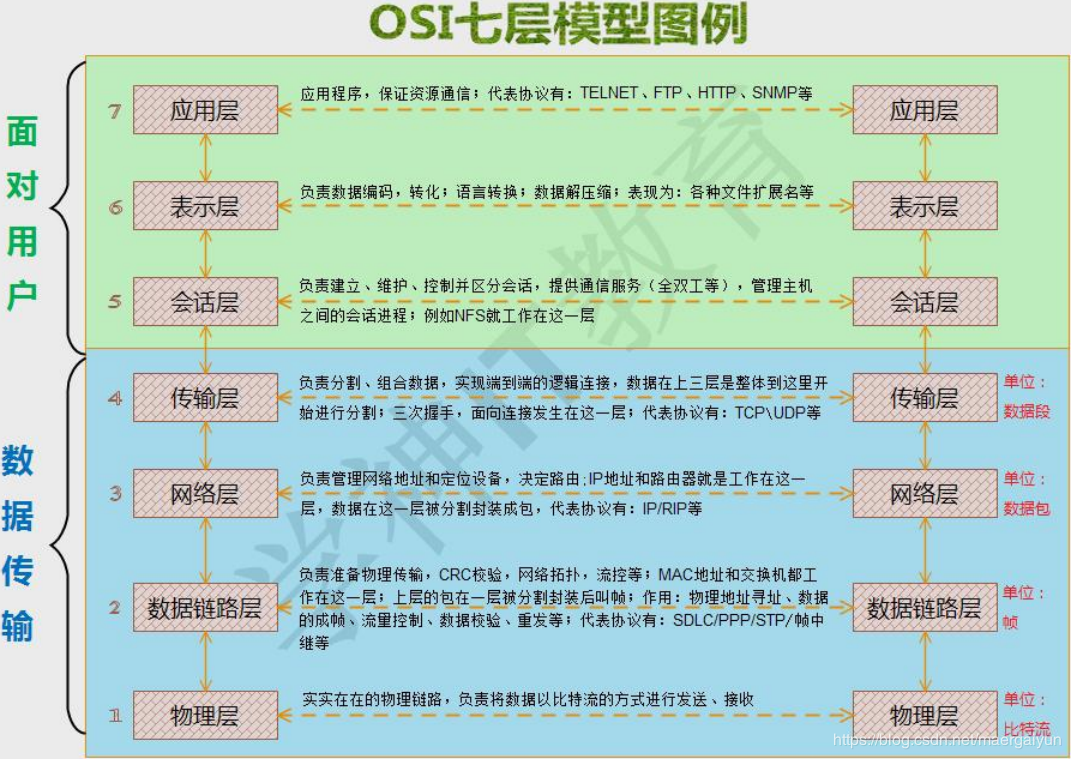 OSI七层模型图例
面对用户
7
应用层
应用程序，保证资源通信；代表协议有：TELNET、FTP、HTTP、SNMP等
应用层
6
表示层
负责数据编码，转化；语言转换；数据解压缩；表现为：各种文件扩展名等
表示层
5
会话层
负责建立、维护、控制并区分会话，提供通信服务（全双工等），管理主机
之间的会话进程；例如NFS就工作在这一层
会话层
数据传输
4
传输层
负责分割、组合数据，实现端到端的逻辑连接，数据在上三层是整体到这里开
始进行分割；三次握手，面向连接发生在这一层；代表协议有：TCP\UDP等
传输层
单位：
数据段
3
网络层
负责管理网络地址和定位设备，决定路由;IP地址和路由器就是工作在这一
层，数据在这一层被分割封装成包，代表协议有：IP/RIP等
网络层
单位：
数据包
2
数据链路层
负责准备物理传输，CRC校验，网络拓扑，流控等；MAC地址和交换机都工
作在这一层；上层的包在一层被分割封装后叫帧；作用：物理地址寻址、数据
的成帧、流量控制、数据校验、重发等；代表协议有：SDLC/PPP/STP/帧中
继等
数据链路层
单位：
帧
1
物理层
实实在在的物理链路，负责将数据以比特流的方式进行发送、接收
物理层
单位：
比特流
学神IT教育
https://blog.csdn.net/maergaiyun